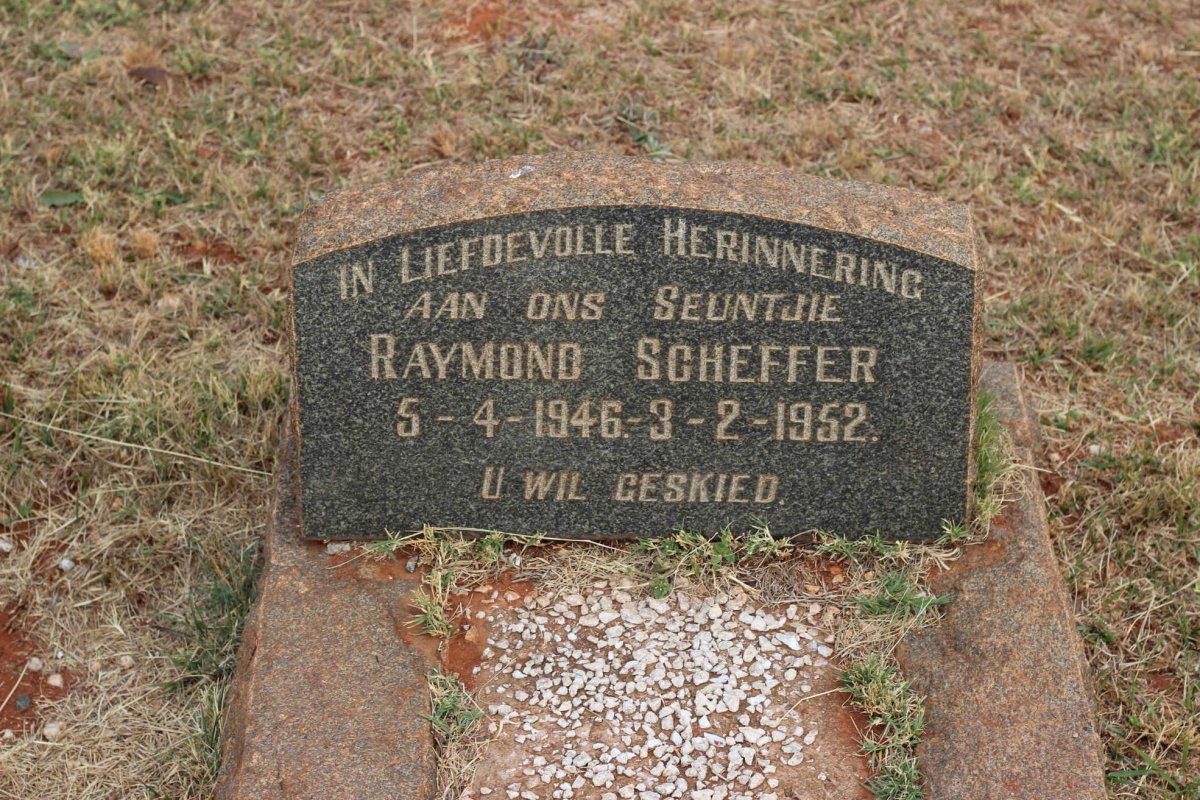 IN LIEFDEVOLLE HERINNERING
AAN ONS SEUNTJIE
RAYMOND SCHEFFER
5-4-1946.-3-2-1952.
U WIL GESKIED.